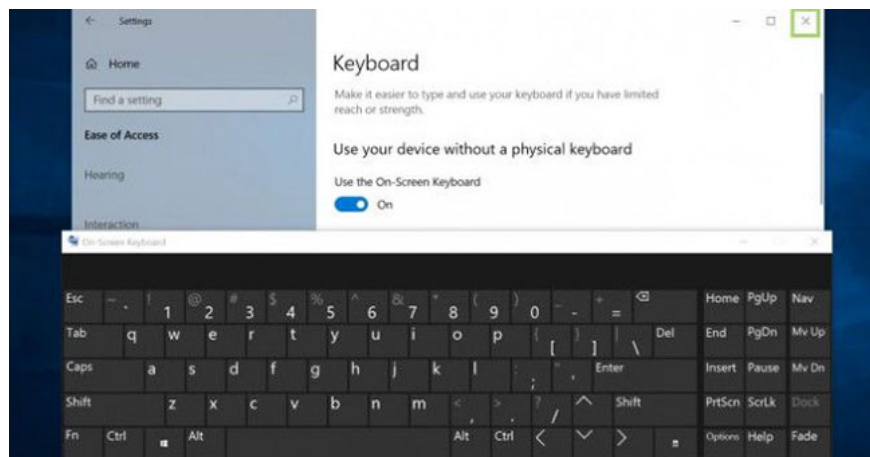 Settings
Home
Keyboard
Make it easier to type and use your keyboard if you have limited
reach or strength.
Find a setting
Ease of Access
Use your device without a physical keyboard
Hearing
Use the On-Screen Keyboard
On
Interaction
On-Screen Keyboard
Esc ~ ` ! 1 @ 2 # 3 $ 4 % 5 ^ 6 & 7 * 8 ( 9 ) 0 _ - + = Home PgUp Nav
Tab q w e r t y u i o p { [ } ] | \ Del End PgDn Mv Up
Caps a s d f g h j k l : ; " ' Enter Insert Pause Mv Dn
Shift z x c v b n m < , > . ? / Shift PrtScn ScrLk Dock
Fn Ctrl Alt Alt Ctrl Options Help Fade